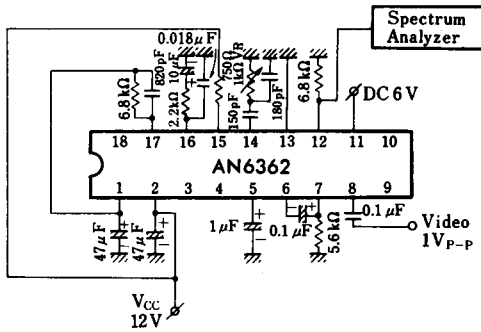 Spectrum
Analyzer
0.018μF
820pF
10μF
6.8kΩ
2.2kΩ
750Ω
1kΩ
VR
150pF
180pF
6.8kΩ
DC 6V
18 17 16 15 14 13 12 11 10
AN6362
1 2 3 4 5 6 7 8 9
47μF
47μF
1μF
0.1μF
5.6kΩ
0.1μF
Video
1V P-P
VCC
12V